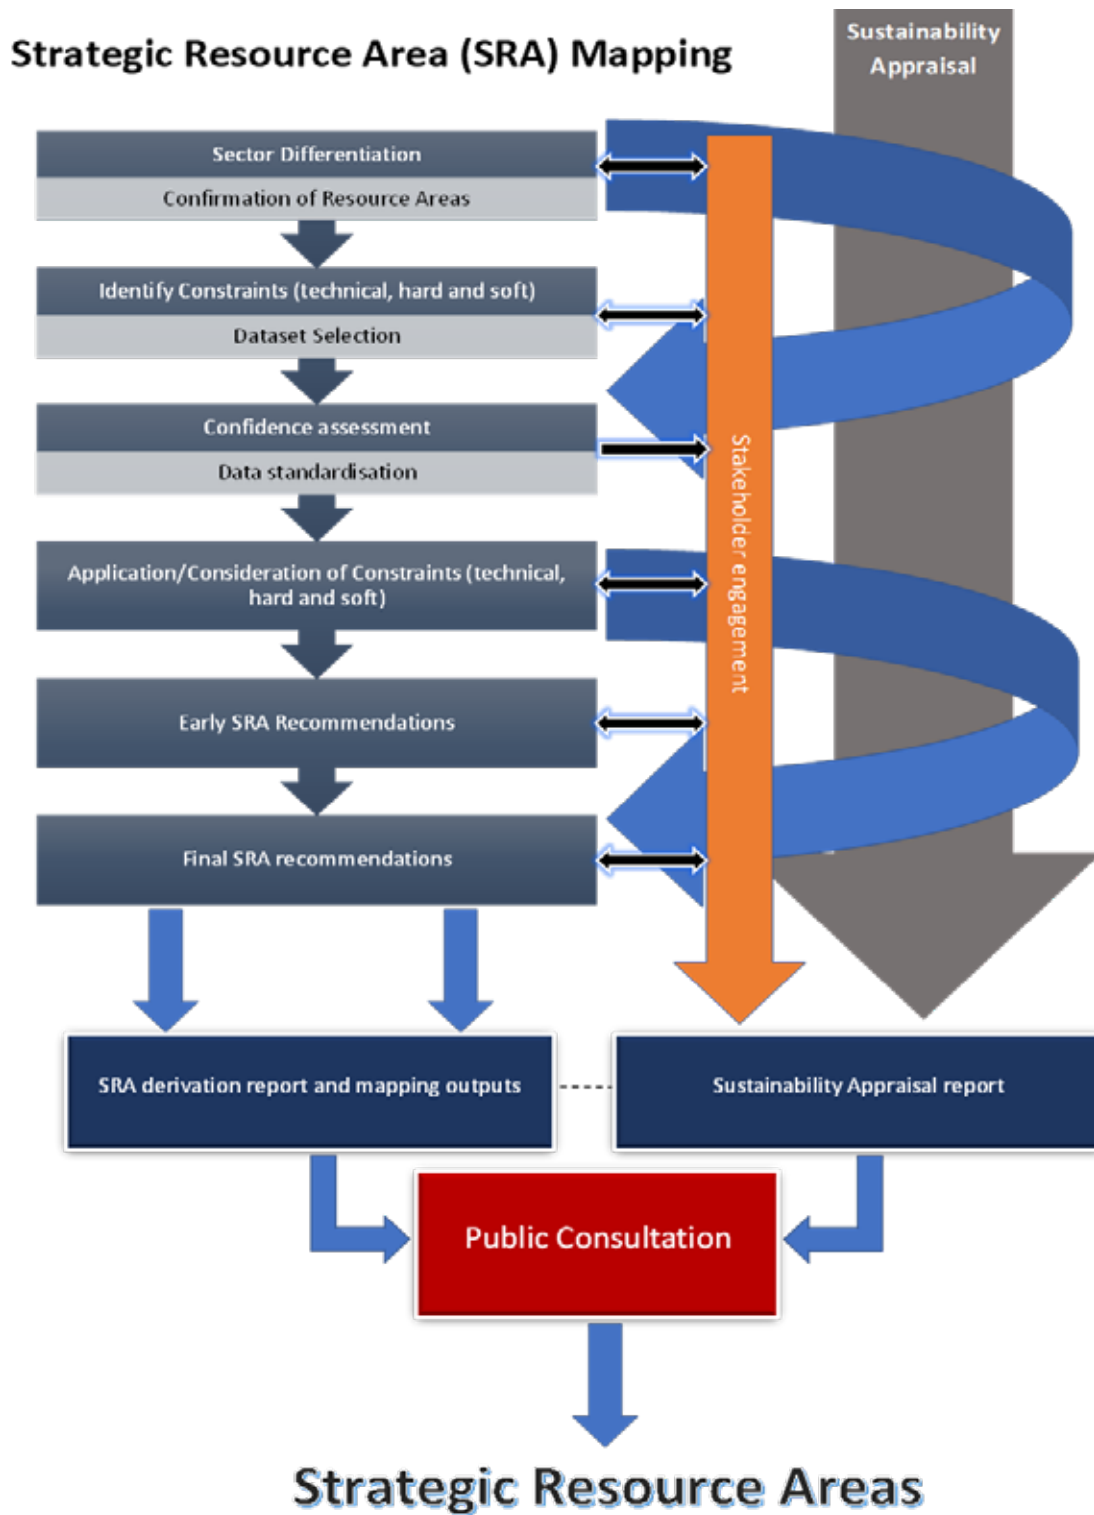 Strategic Resource Area (SRA) Mapping
Sustainability
Appraisal
Sector Differentiation
Confirmation of Resource Areas
Identify Constraints (technical, hard and soft)
Dataset Selection
Confidence assessment
Data standardisation
Application/Consideration of Constraints (technical,
hard and soft)
Early SRA Recommendations
Final SRA recommendations
Stakeholder engagement
SRA derivation report and mapping outputs
Sustainability Appraisal report
Public Consultation
Strategic Resource Areas